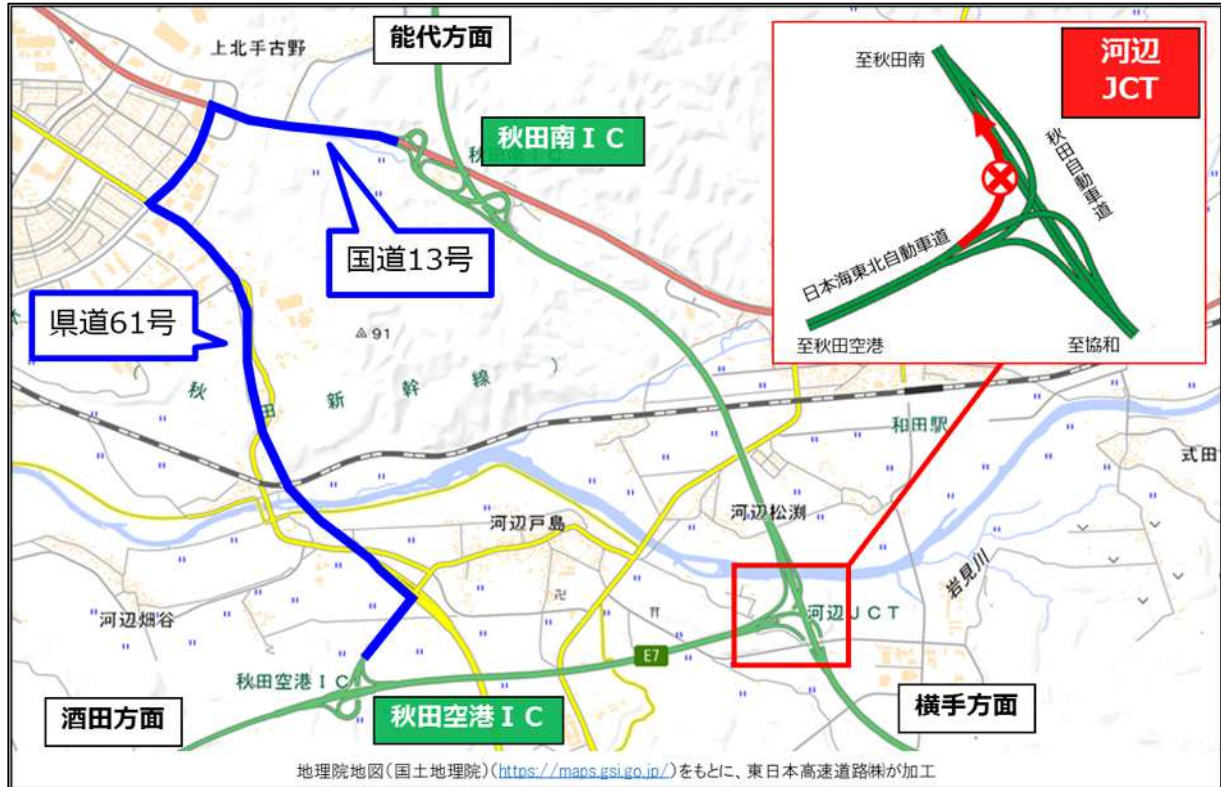 上北手古野
能代方面
秋田南ＩＣ
秋田南ＩＣ
国道13号
県道61号
91
秋田新幹線
)
和田駅
式田
河辺戸島
河辺松渕
岩見川
河辺畑谷
河辺ＪＣＴ
E7
秋田空港ＩＣ
秋田空港ＩＣ
酒田方面
横手方面
河辺
JCT
至秋田南
秋田自動車道
日本海東北自動車道
至秋田空港
至協和
地理院地図(国土地理院)(https://maps.gsi.go.jp/)をもとに、東日本高速道路㈱が加工